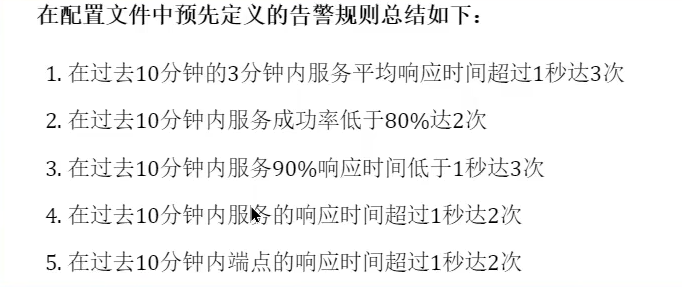 在配置文件中预先定义的告警规则总结如下：
1. 在过去10分钟的3分钟内服务平均响应时间超过1秒达3次
2. 在过去10分钟内服务成功率低于80%达2次
3. 在过去10分钟内服务90%响应时间低于1秒达3次
4. 在过去10分钟内服务的响应时间超过1秒达2次
5. 在过去10分钟内端点的响应时间超过1秒达2次